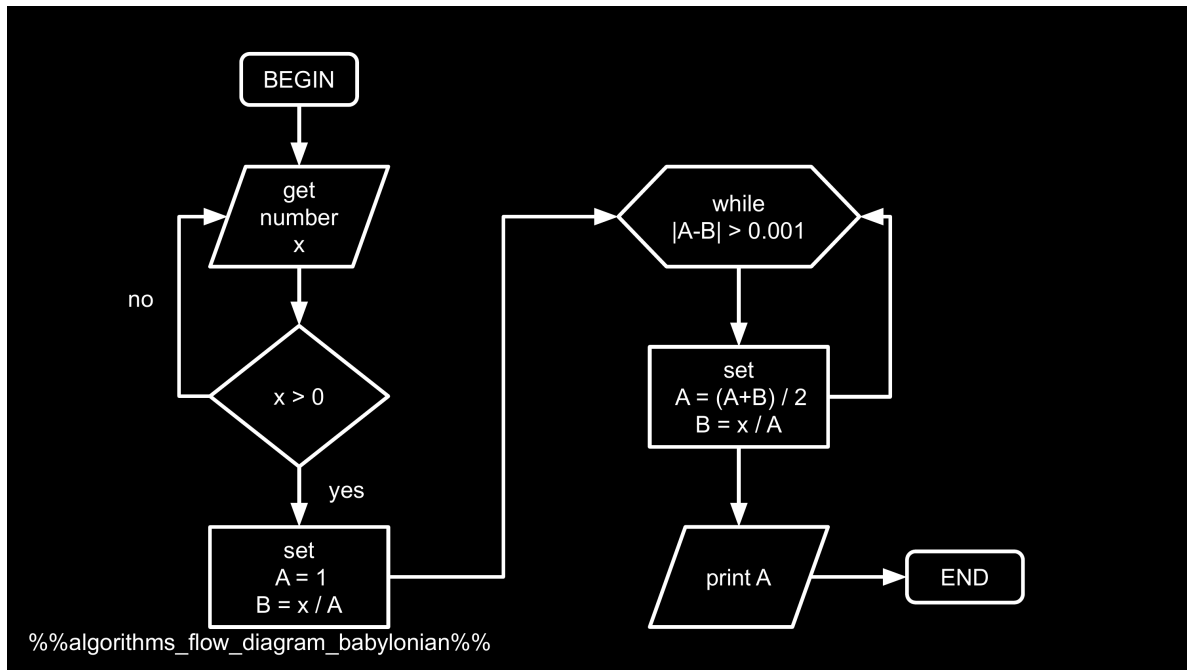 BEGIN
get
number
x
no
x > 0
yes
set
A = 1
B = x / A
while
|A-B| > 0.001
set
A = (A+B) / 2
B = x / A
print A
END
%%algorithms_flow_diagram_babylonian%%